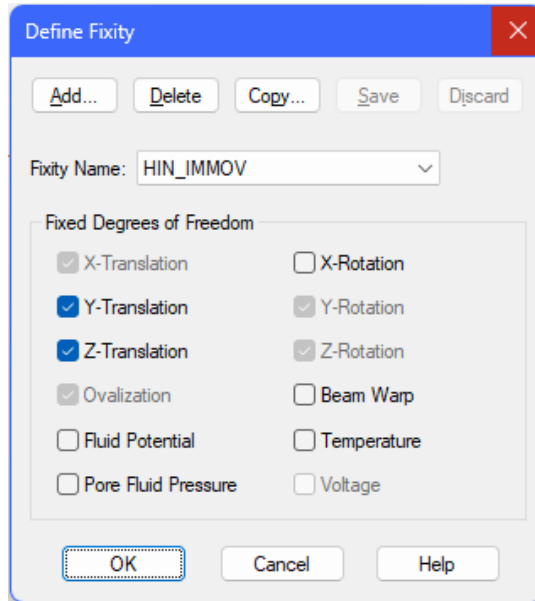 Define Fixity
Add... Delete Copy... Save Discard
Fixity Name: HIN_IMMOV
Fixed Degrees of Freedom
X-Translation X-Rotation
Y-Translation Y-Rotation
Z-Translation Z-Rotation
Ovalization Beam Warp
Fluid Potential Temperature
Pore Fluid Pressure Voltage
OK Cancel Help